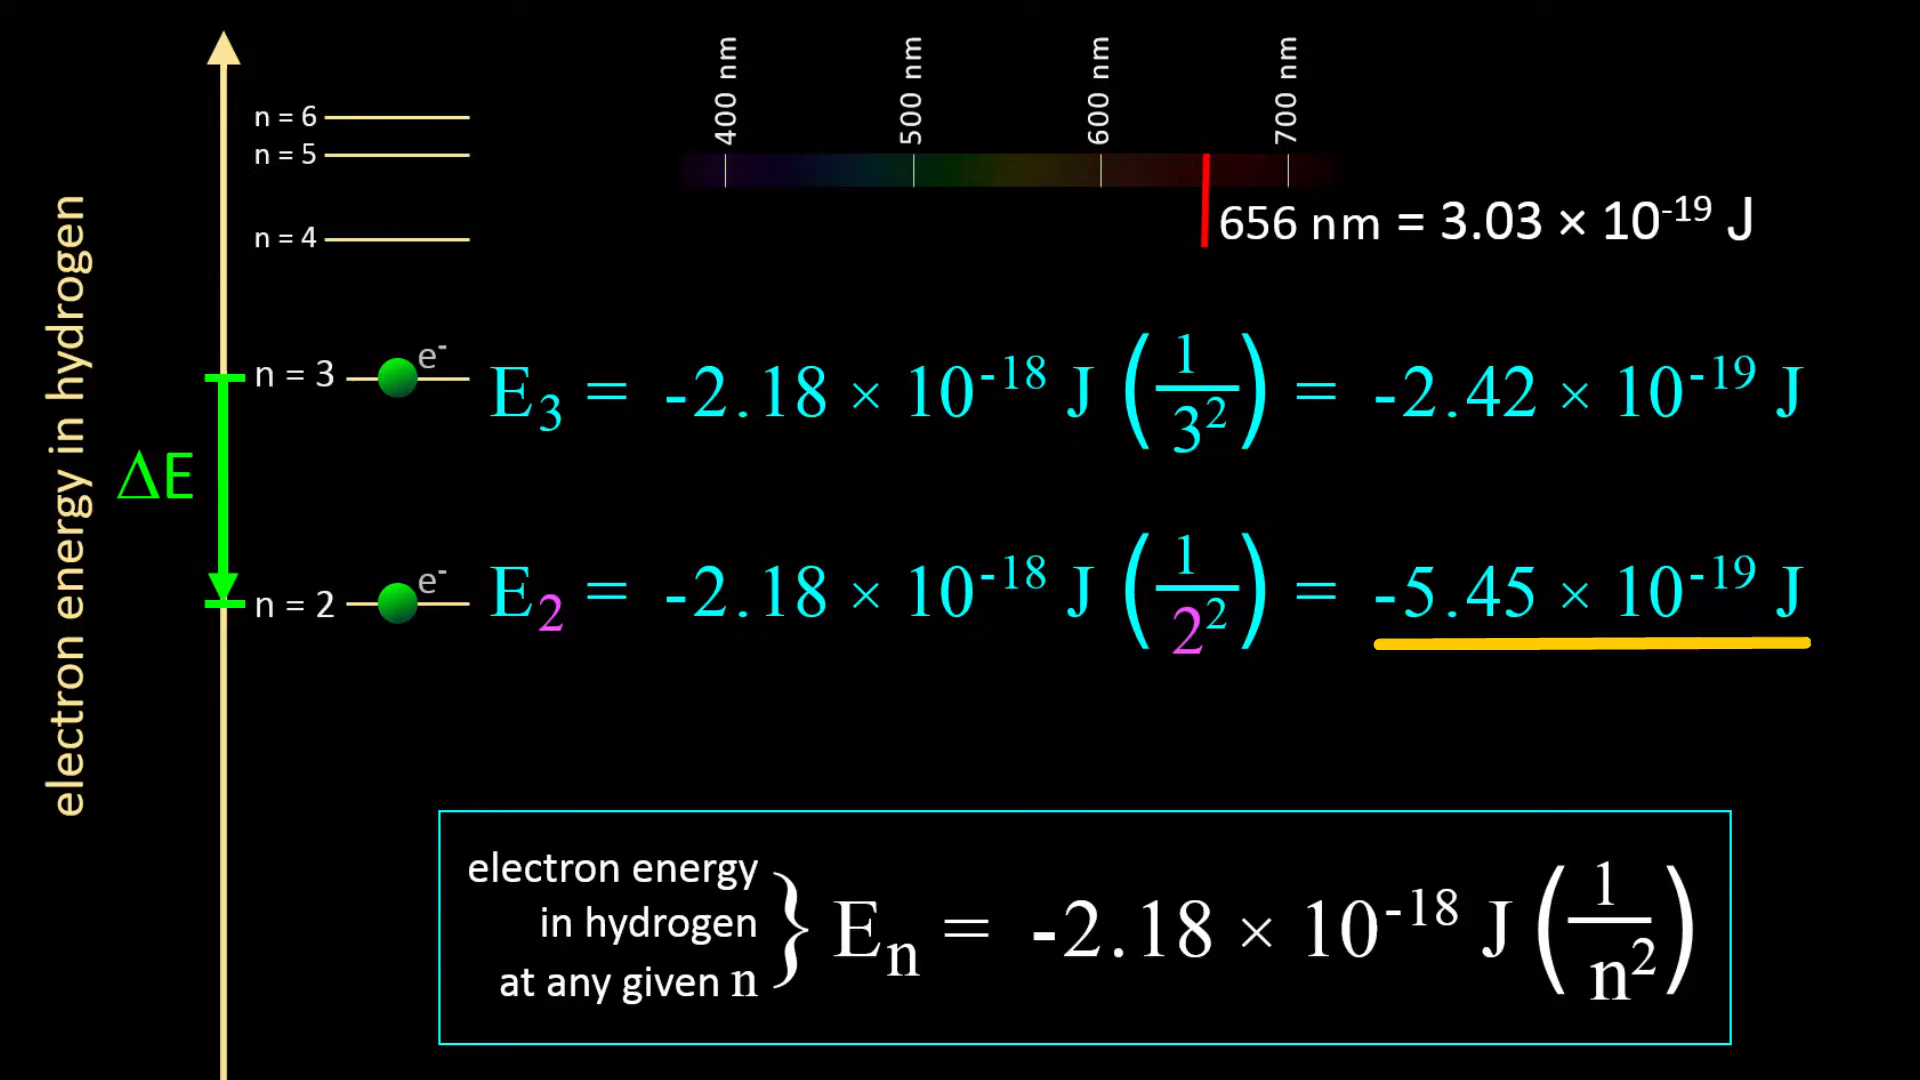 electron energy in hydrogen
400 nm
500 nm
600 nm
700 nm
656 nm = 3.03 × 10⁻¹⁹ J
n = 6
n = 5
n = 4
n = 3
e⁻
E₃ = -2.18 × 10⁻¹⁸ J (1/3²) = -2.42 × 10⁻¹⁹ J
ΔE
n = 2
e⁻
E₂ = -2.18 × 10⁻¹⁸ J (1/2²) = -5.45 × 10⁻¹⁹ J
electron energy
in hydrogen
at any given n
} Eₙ = -2.18 × 10⁻¹⁸ J (1/n²)